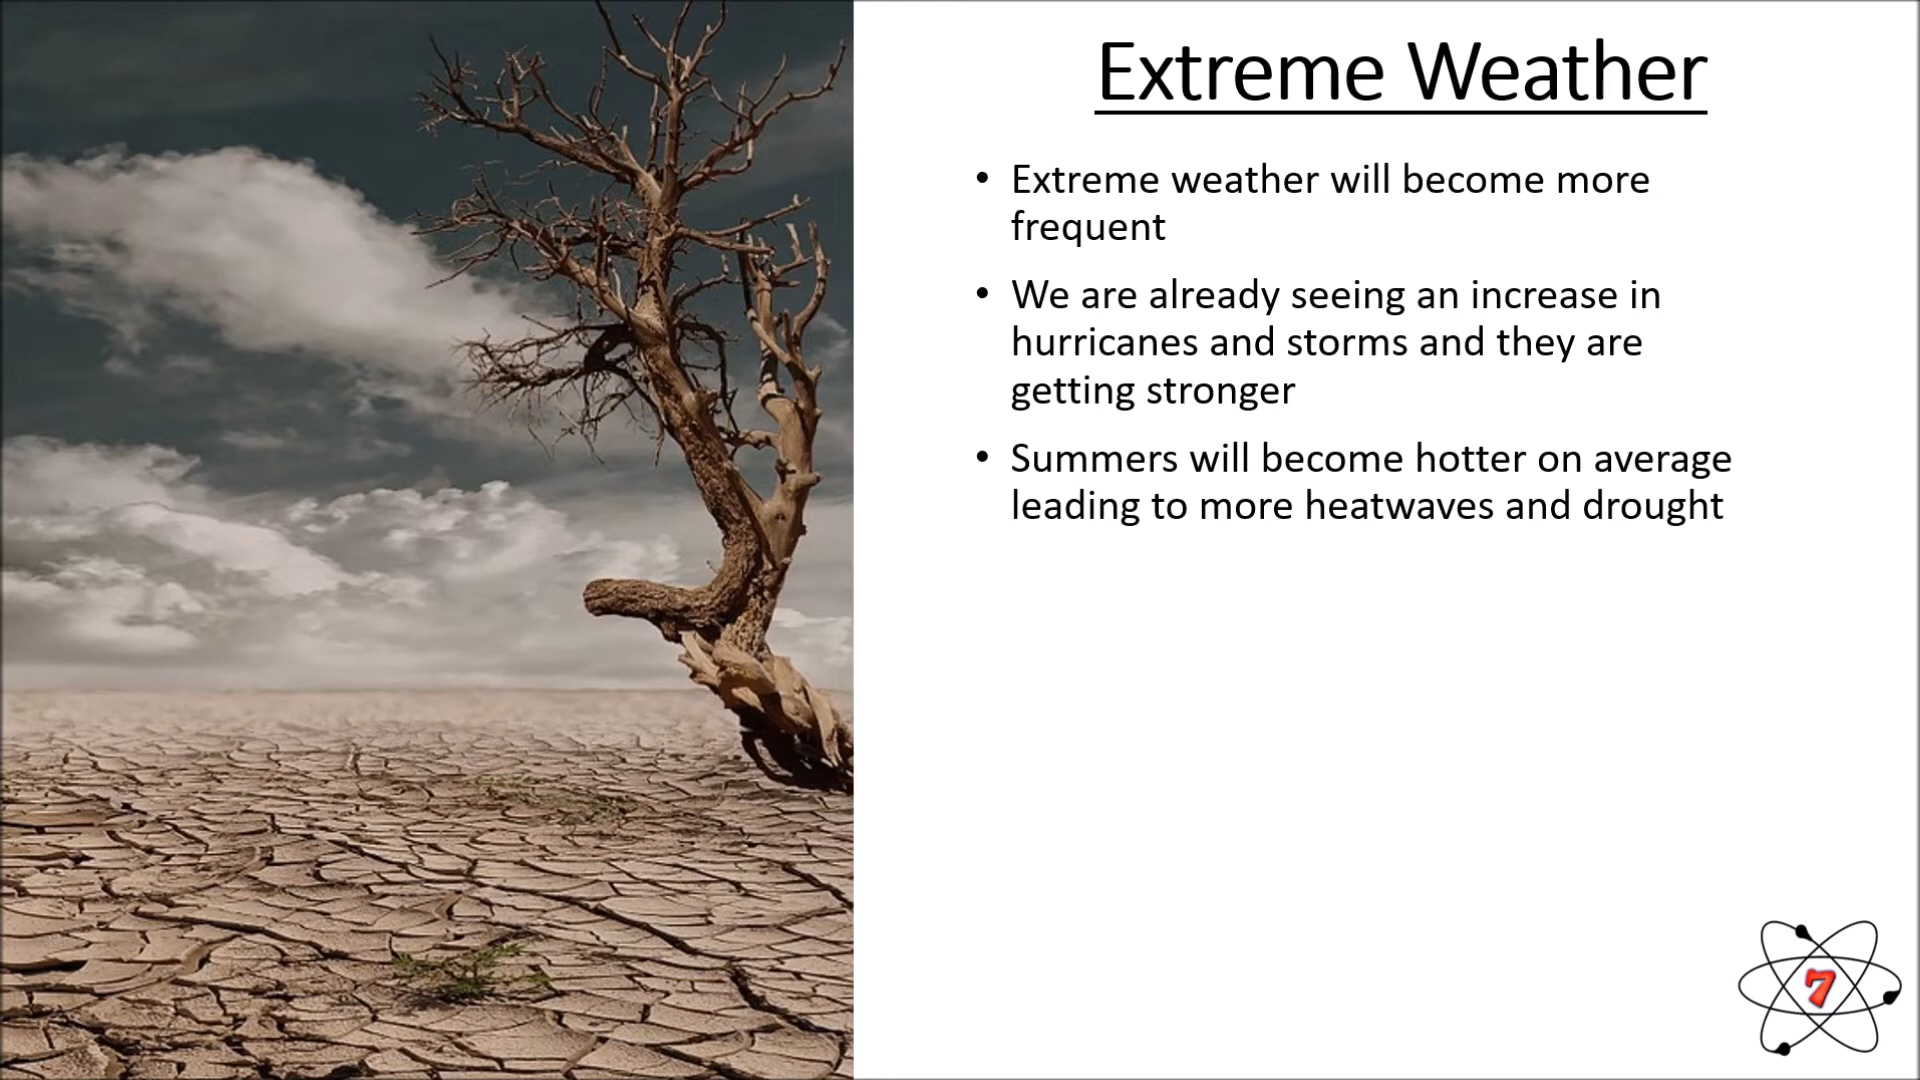 Extreme Weather
• Extreme weather will become more
frequent
• We are already seeing an increase in
hurricanes and storms and they are
getting stronger
• Summers will become hotter on average
leading to more heatwaves and drought
7